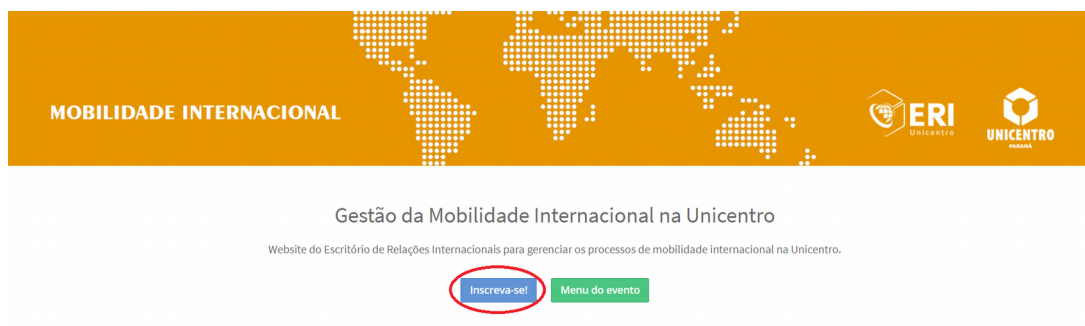 MOBILIDADE INTERNACIONAL
ERI
Unicentro
UNICENTRO
PARANÁ
Gestão da Mobilidade Internacional na Unicentro
Website do Escritório de Relações Internacionais para gerenciar os processos de mobilidade internacional na Unicentro.
Inscreva-se! Menu do evento